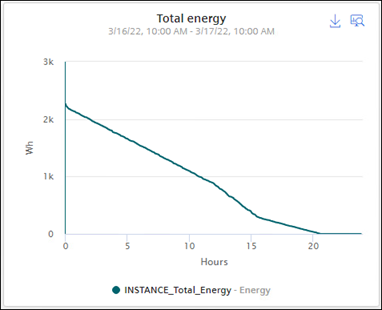 Total energy
3/16/22, 10:00 AM - 3/17/22, 10:00 AM
3k
2k
1k
0
Wh
0 5 10 15 20
Hours
INSTANCE_Total_Energy - Energy